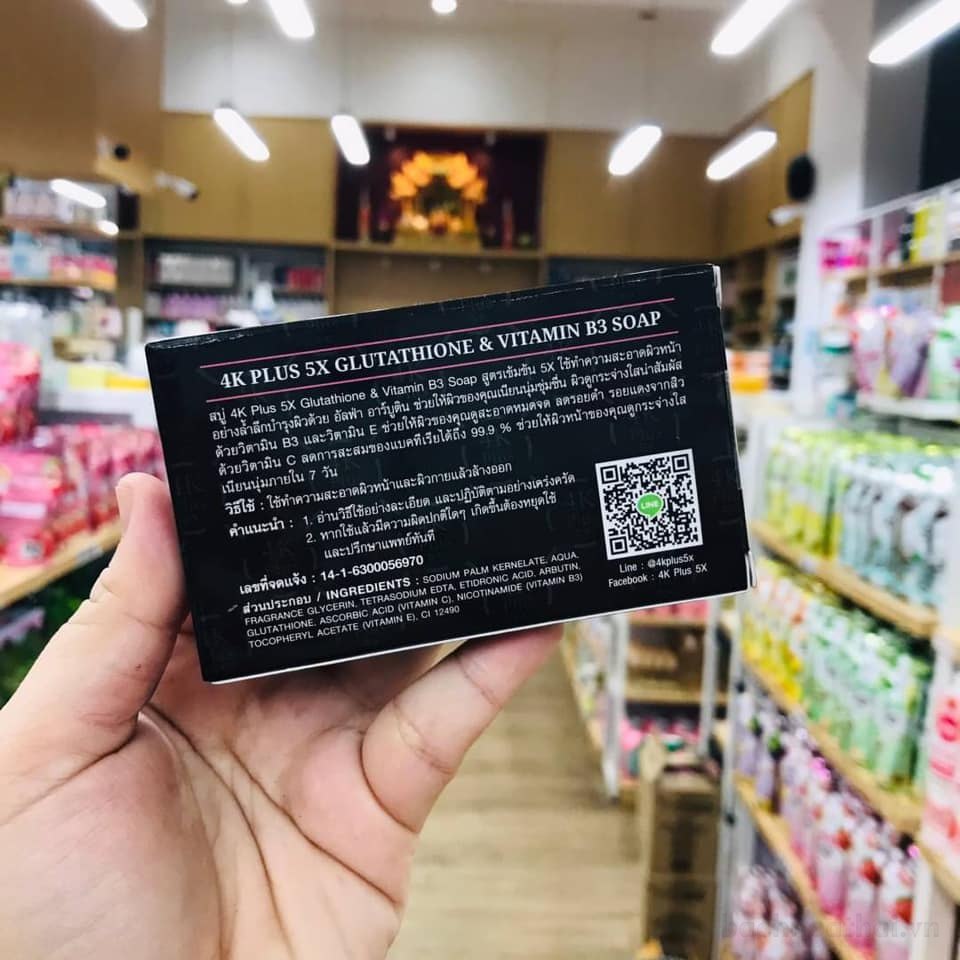 4K PLUS 5X GLUTATHIONE & VITAMIN B3 SOAP
สบู่ 4K Plus 5X Glutathione & Vitamin B3 Soap สูตรเข้มข้น 5X ใช้ทำความสะอาดผิวหน้า
อย่างล้ำลึกบำรุงผิวด้วย อัลฟ่า อาร์บูติน ช่วยให้ผิวของคุณเนียนนุ่มชุ่มชื้น ผิวดูกระจ่างใสน่าสัมผัส
ด้วยวิตามิน B3 และวิตามิน E ช่วยให้ผิวของคุณดูสะอาดหมดจด ลดรอยดำ รอยแดงจากสิว
ด้วยวิตามิน C ลดการสะสมของแบคทีเรียได้ถึง 99.9 % ช่วยให้ผิวหน้าของคุณดูกระจ่างใส
เนียนนุ่มภายใน 7 วัน
วิธีใช้ : ใช้ทำความสะอาดผิวหน้าและผิวกายแล้วล้างออก
คำแนะนำ : 1. อ่านวิธีใช้อย่างละเอียด และปฏิบัติตามอย่างเคร่งครัด
2. หากใช้แล้วมีความผิดปกติใดๆ เกิดขึ้นต้องหยุดใช้
และปรึกษาแพทย์ทันที
เลขที่จดแจ้ง : 14-1-6300056970
ส่วนประกอบ / INGREDIENTS : SODIUM PALM KERNELATE, AQUA,
FRAGRANCE GLYCERIN, TETRASODIUM EDTA, ETIDRONIC ACID, ARBUTIN,
GLUTATHIONE, ASCORBIC ACID (VITAMIN C), NICOTINAMIDE (VITAMIN B3)
TOCOPHERYL ACETATE (VITAMIN E), CI 12490
LINE
Line : @4kplus5x
Facebook : 4K Plus 5X